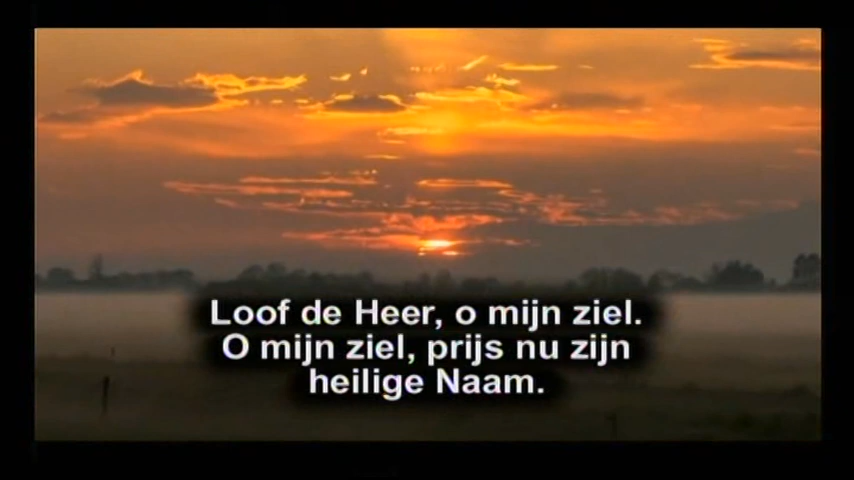 Loof de Heer, o mijn ziel.
O mijn ziel, prijs nu zijn
heilige Naam.